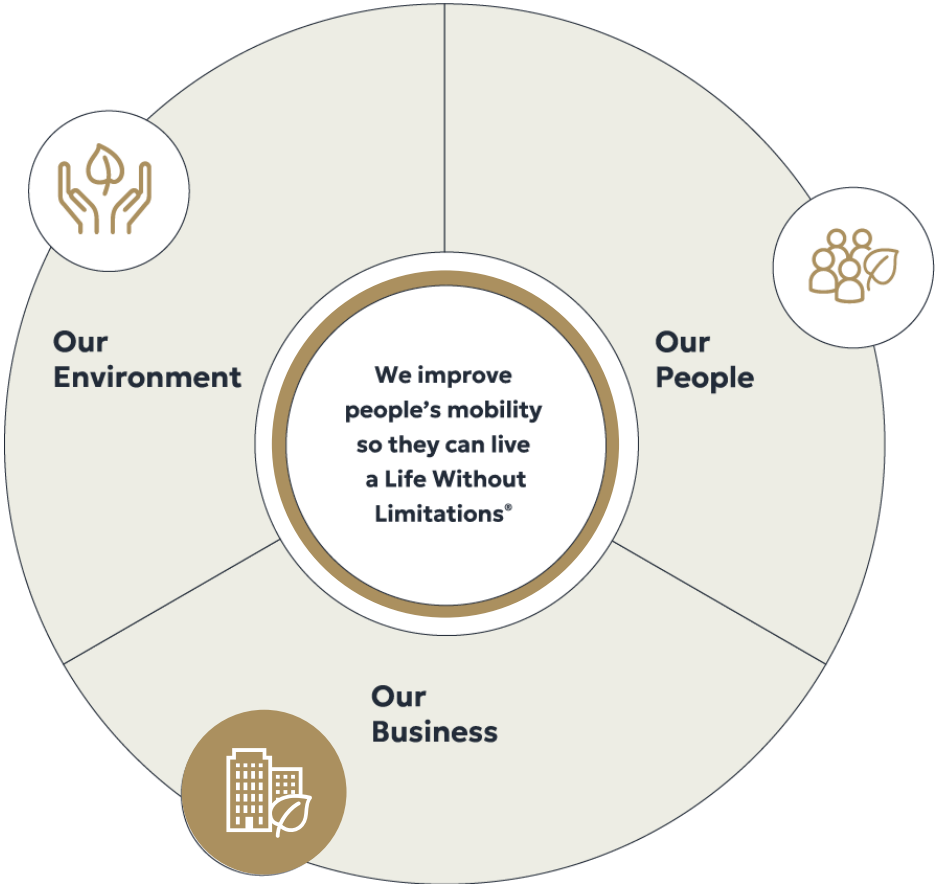 Our
Environment
We improve
people's mobility
so they can live
a Life Without
Limitations®
Our
People
Our
Business